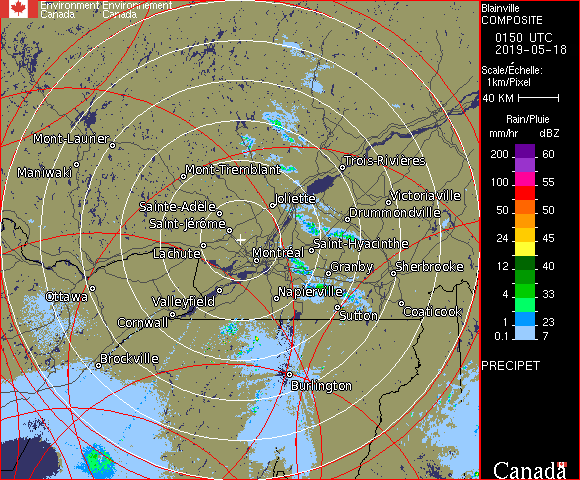 Environment Environnement
Canada Canada
Blainville
COMPOSITE
0150 UTC
2019-05-18
Scale/Échelle:
1km/Pixel
40 KM
Rain/Pluie
mm/hr dBZ
200 60
100 55
50 50
24 45
12 40
4 33
1 23
0.1 7
PRECIPET
Mont-Laurier
Maniwaki
Mont-Tremblant
Trois-Rivières
Sainte-Adèle
Joliette
Victoriaville
Saint-Jérôme
Drummondville
Lachute
Montréal
Saint-Hyacinthe
Granby
Sherbrooke
Ottawa
Valleyfield
Napierville
Cornwall
Sutton
Coaticook
Brockville
Burlington
Canada